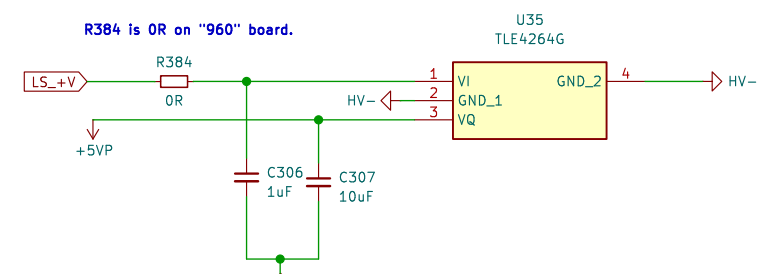 R384 is 0R on "960" board.
U35
TLE4264G
R384
LS_+V
0R
1
VI
HV-
2
GND_1
3
VQ
GND_2
4
HV-
+5VP
C306
1uF
C307
10uF